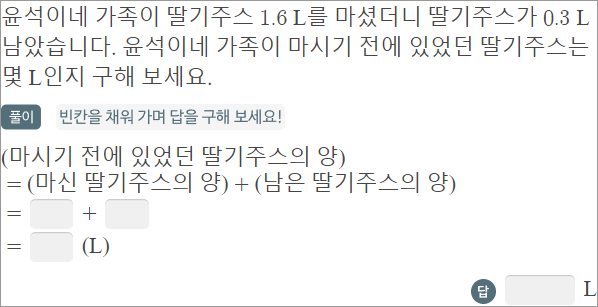 윤석이네 가족이 딸기주스 1.6 L를 마셨더니 딸기주스가 0.3 L
남았습니다. 윤석이네 가족이 마시기 전에 있었던 딸기주스는
몇 L인지 구해 보세요.
풀이 빈칸을 채워 가며 답을 구해 보세요!
(마시기 전에 있었던 딸기주스의 양)
= (마신 딸기주스의 양) + (남은 딸기주스의 양)
= +
= (L)
답 L